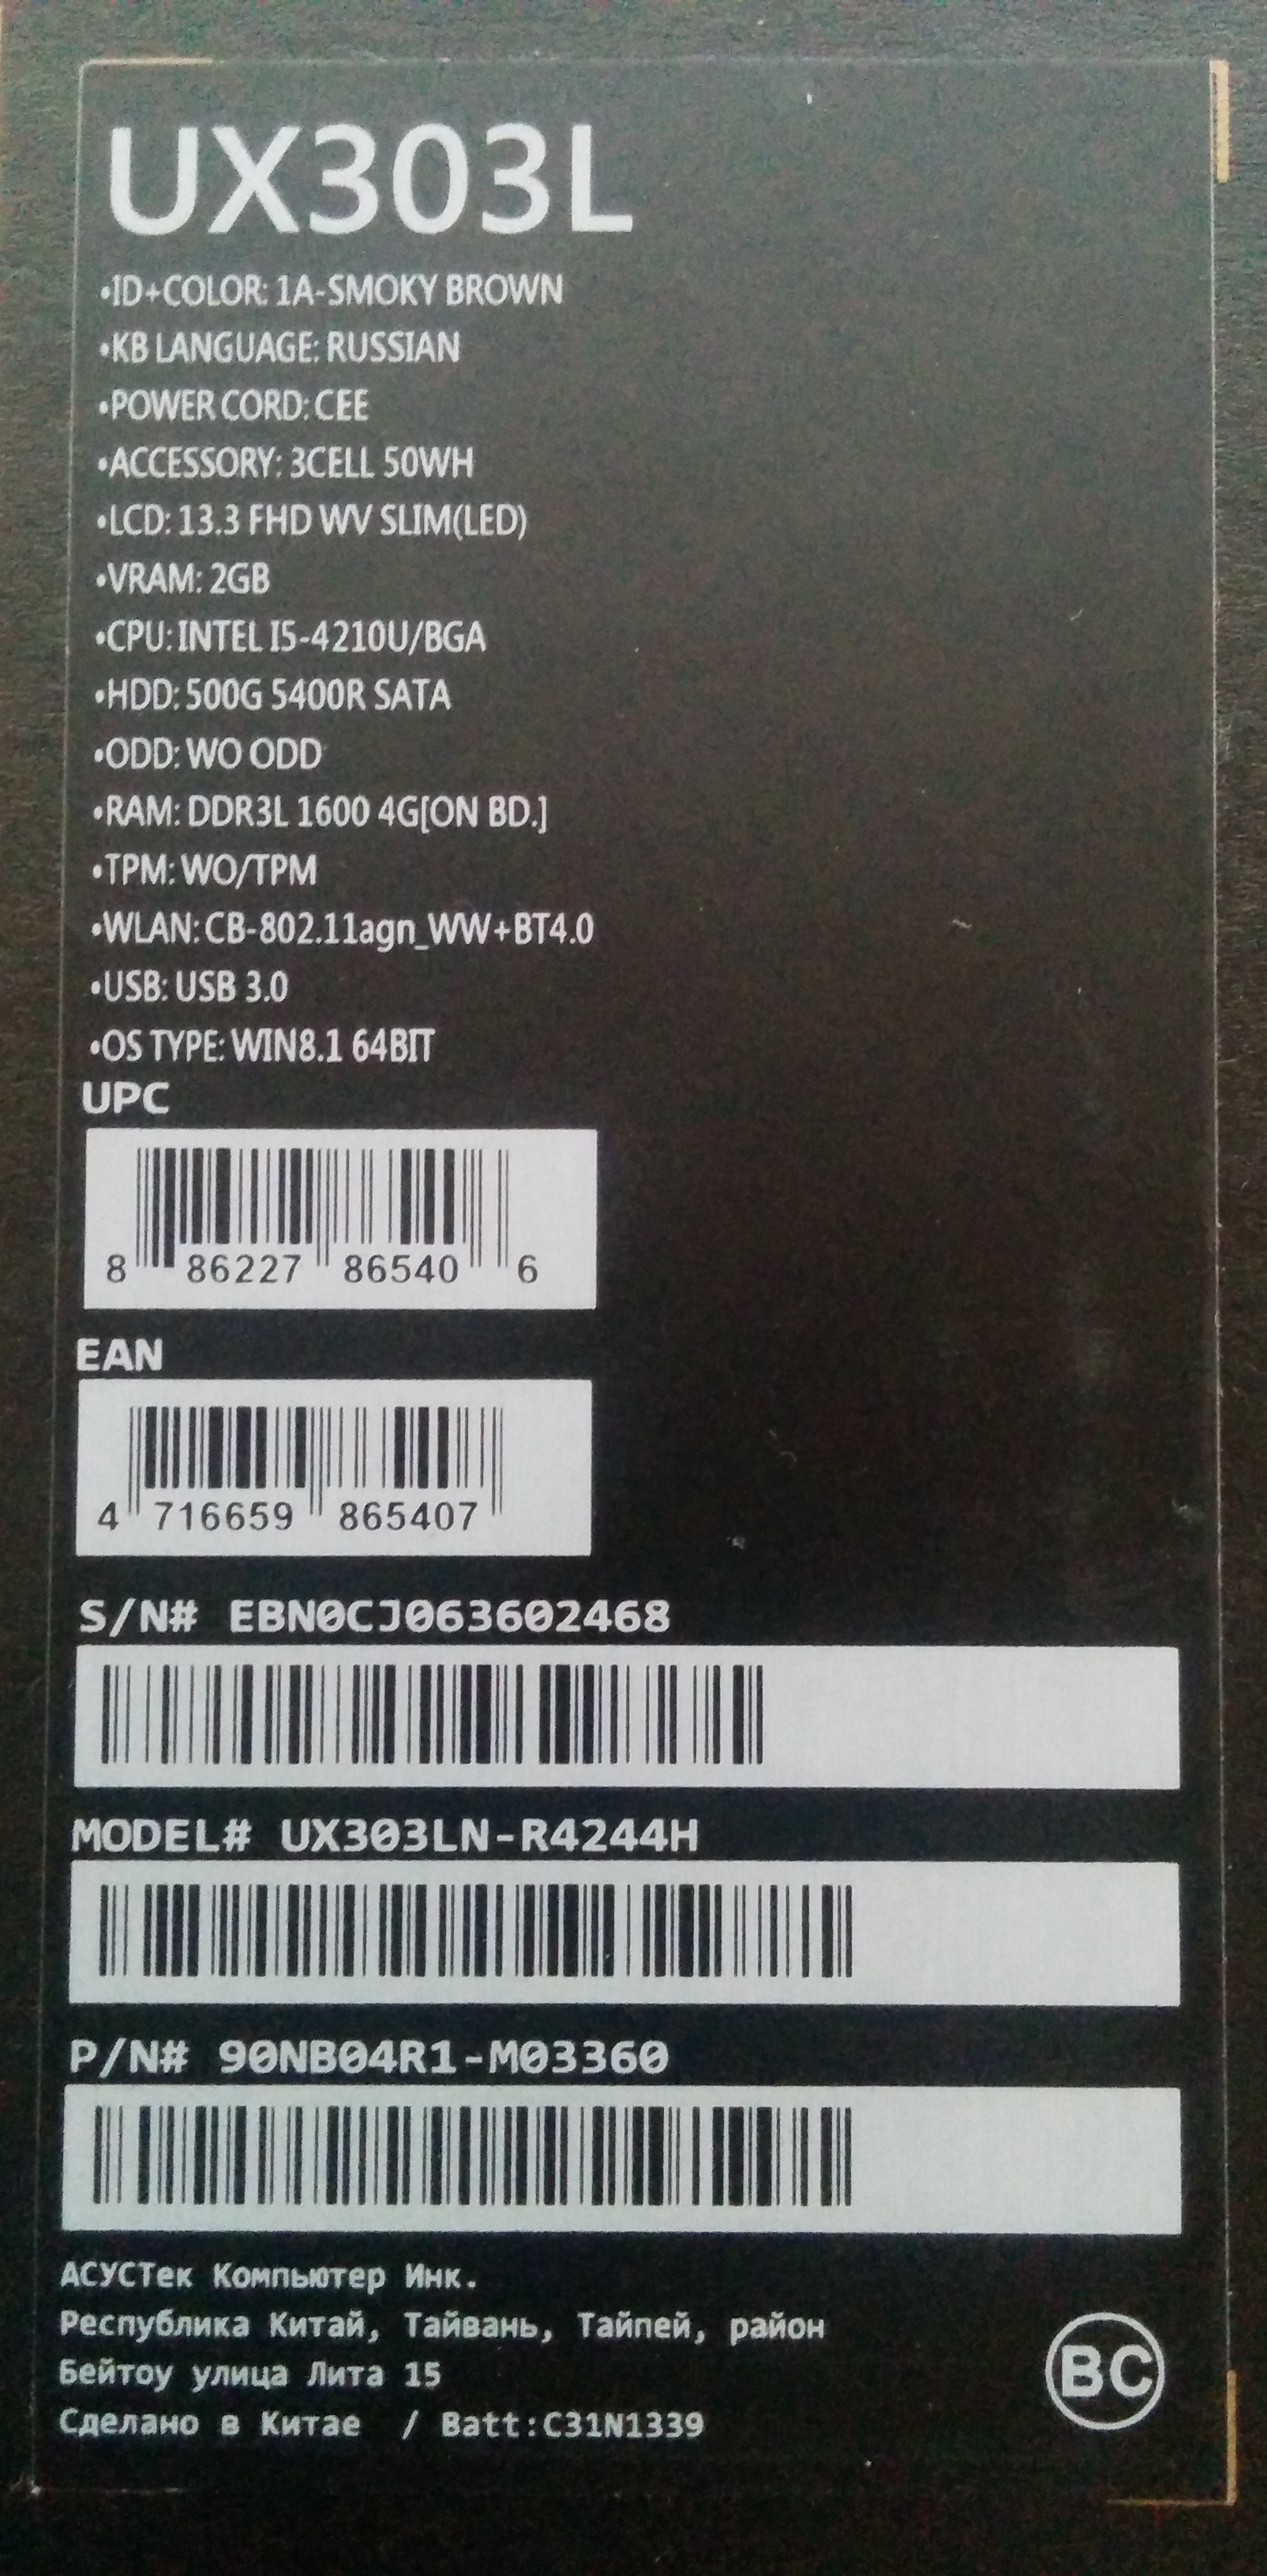 UX303L
•ID+COLOR: 1A-SMOKY BROWN
•KB LANGUAGE: RUSSIAN
•POWER CORD: CEE
•ACCESSORY: 3CELL 50WH
•LCD: 13.3 FHD WV SLIM(LED)
•VRAM: 2GB
•CPU: INTEL I5-4210U/BGA
•HDD: 500G 5400R SATA
•ODD: WO ODD
•RAM: DDR3L 1600 4G[ON BD.]
•TPM: WO/TPM
•WLAN: CB-802.11agn_WW+BT4.0
•USB: USB 3.0
•OS TYPE: WIN8.1 64BIT
UPC
8 86227 86540 6
EAN
4 716659 865407
S/N# EBN0CJ063602468
MODEL# UX303LN-R4244H
P/N# 90NB04R1-M03360
АСУСТек Компьютер Инк.
Республика Китай, Тайвань, Тайпей, район
Бейтоу улица Лита 15
Сделано в Китае / Batt:C31N1339
BC